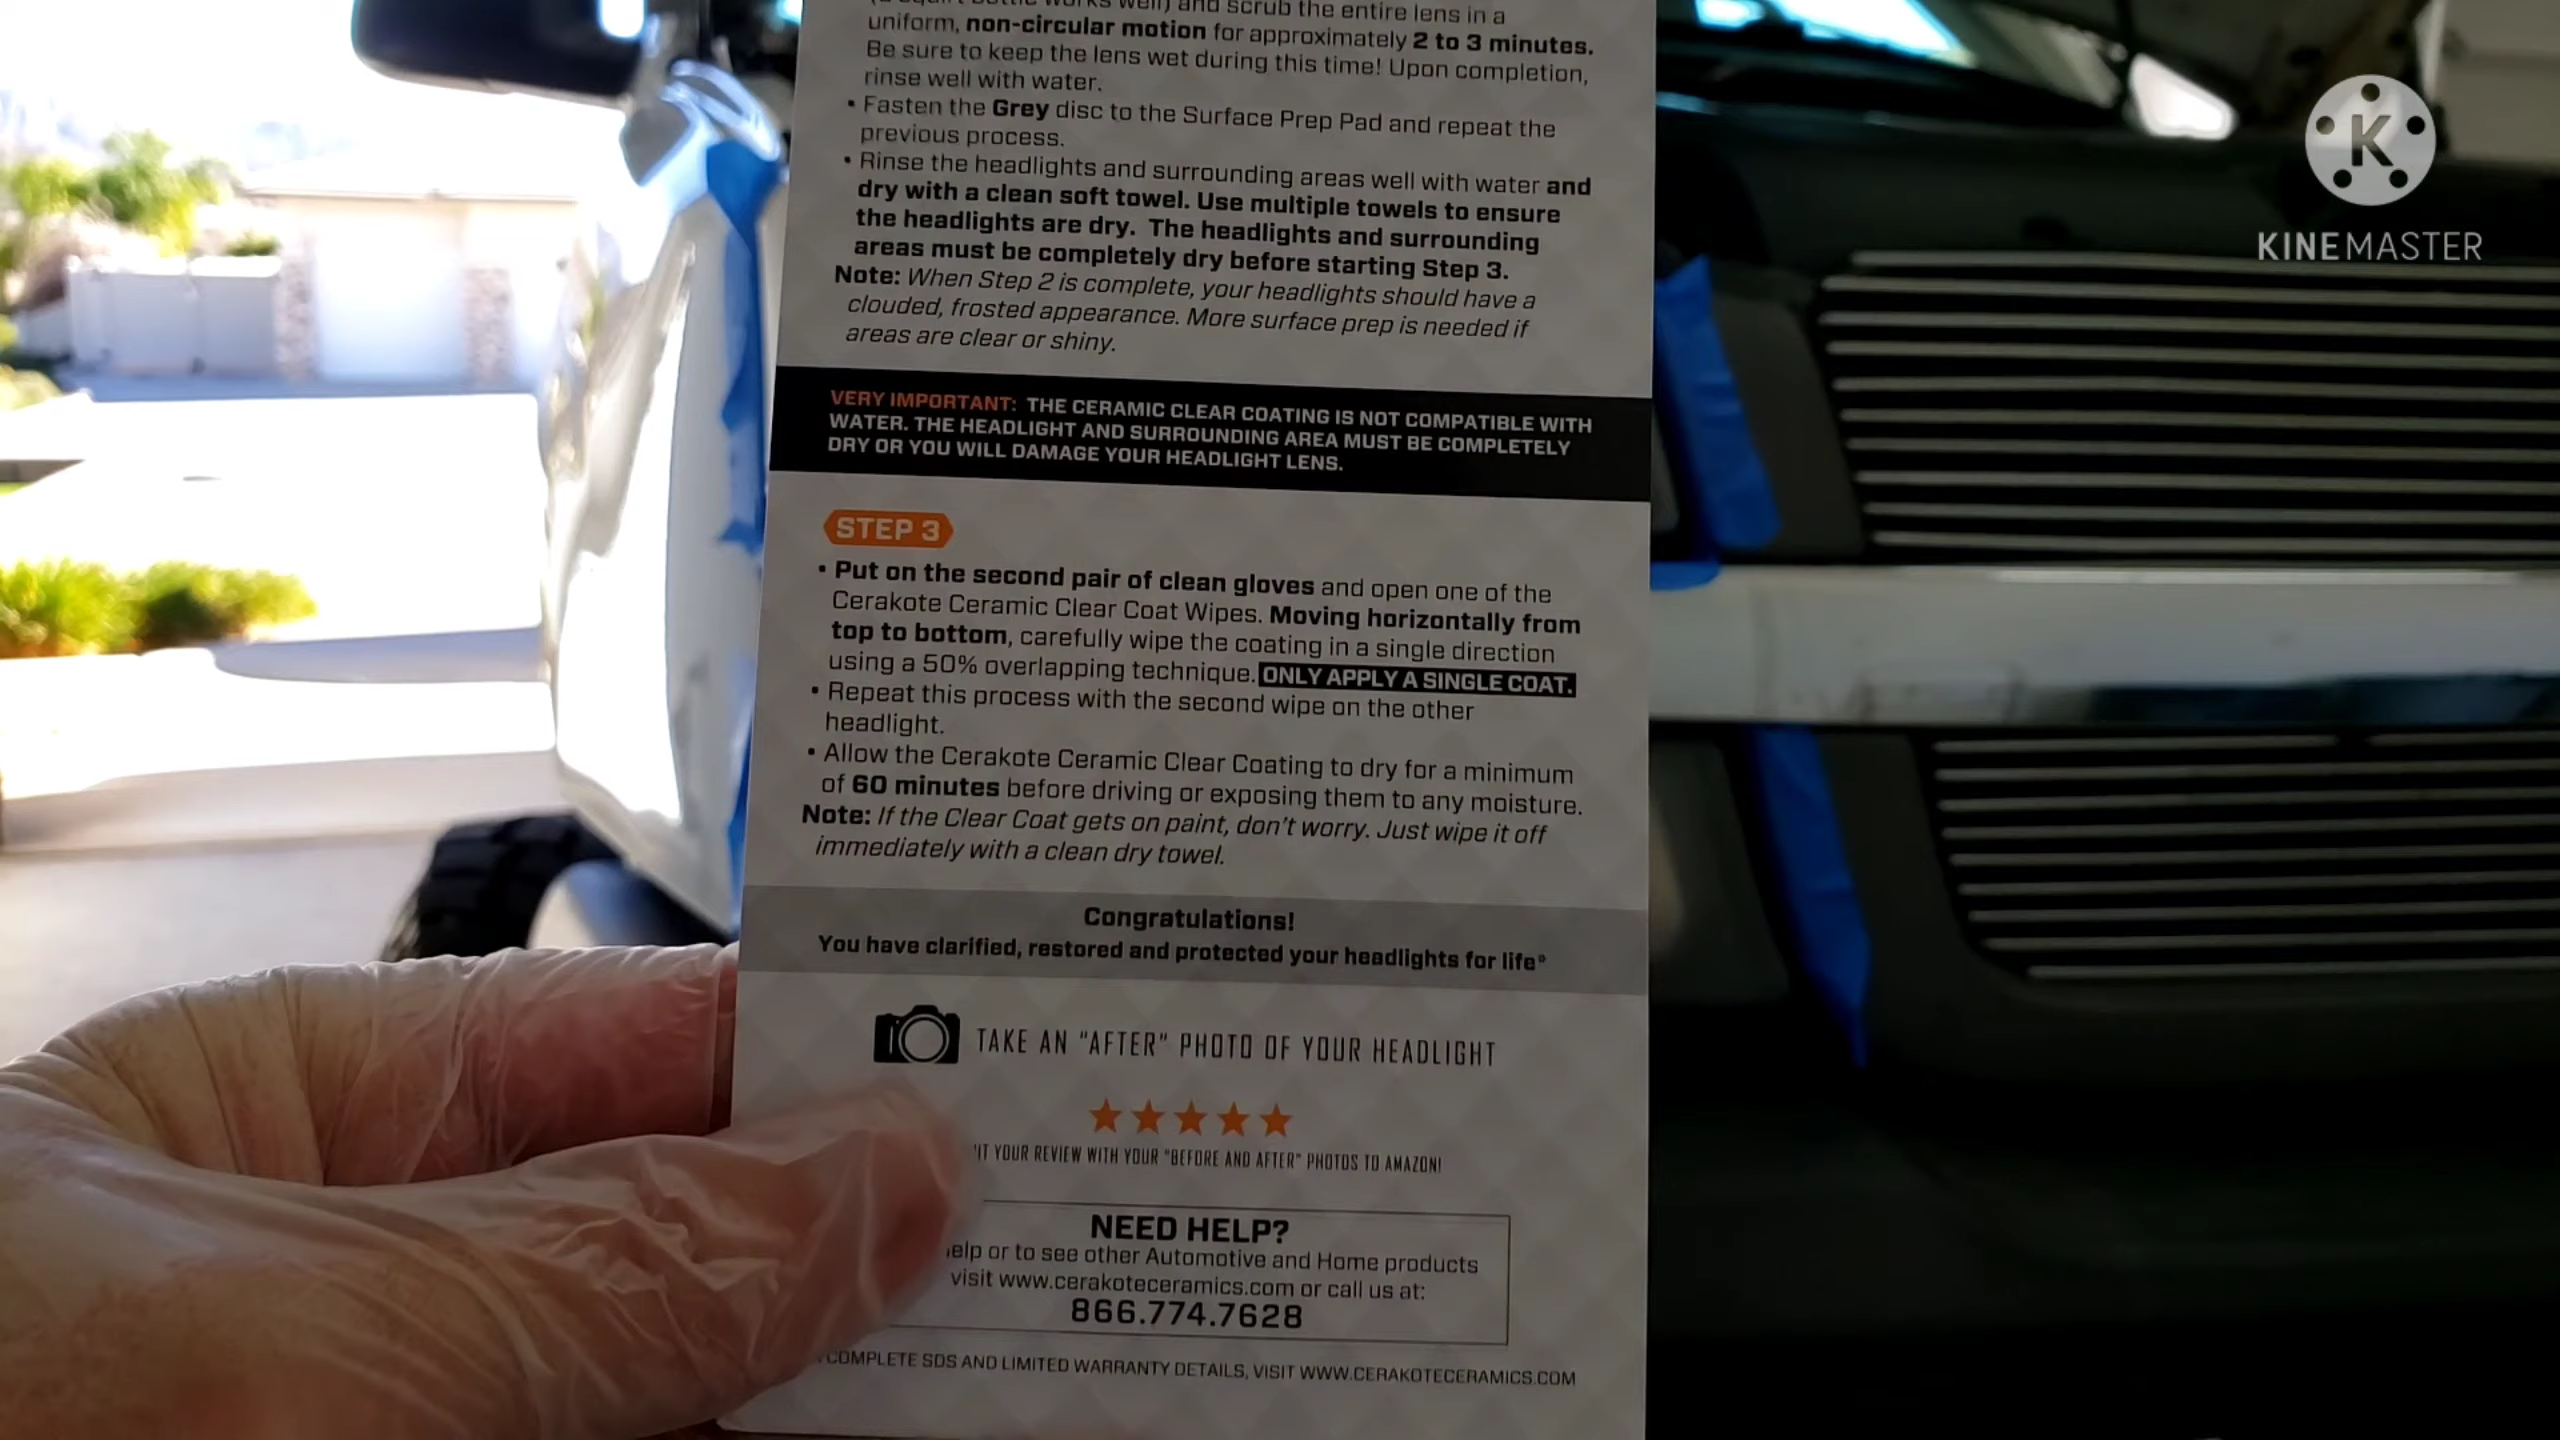 and scrub the entire lens in a
uniform, non-circular motion for approximately 2 to 3 minutes.
Be sure to keep the lens wet during this time! Upon completion,
rinse well with water.
• Fasten the Grey disc to the Surface Prep Pad and repeat the
previous process.
• Rinse the headlights and surrounding areas well with water and
dry with a clean soft towel. Use multiple towels to ensure
the headlights are dry. The headlights and surrounding
areas must be completely dry before starting Step 3.
Note: When Step 2 is complete, your headlights should have a
clouded, frosted appearance. More surface prep is needed if
areas are clear or shiny.
VERY IMPORTANT: THE CERAMIC CLEAR COATING IS NOT COMPATIBLE WITH
WATER. THE HEADLIGHT AND SURROUNDING AREA MUST BE COMPLETELY
DRY OR YOU WILL DAMAGE YOUR HEADLIGHT LENS.
STEP 3
• Put on the second pair of clean gloves and open one of the
Cerakote Ceramic Clear Coat Wipes. Moving horizontally from
top to bottom, carefully wipe the coating in a single direction
using a 50% overlapping technique. ONLY APPLY A SINGLE COAT.
• Repeat this process with the second wipe on the other
headlight.
• Allow the Cerakote Ceramic Clear Coating to dry for a minimum
of 60 minutes before driving or exposing them to any moisture.
Note: If the Clear Coat gets on paint, don't worry. Just wipe it off
immediately with a clean dry towel.
Congratulations!
You have clarified, restored and protected your headlights for life*
TAKE AN "AFTER" PHOTO OF YOUR HEADLIGHT
YOUR REVIEW WITH YOUR "BEFORE AND AFTER" PHOTOS TO AMAZON!
NEED HELP?
or to see other Automotive and Home products
visit www.cerakoteceramics.com or call us at:
866.774.7628
COMPLETE SDS AND LIMITED WARRANTY DETAILS, VISIT WWW.CERAKOTECERAMICS.COM
K
KINEMASTER